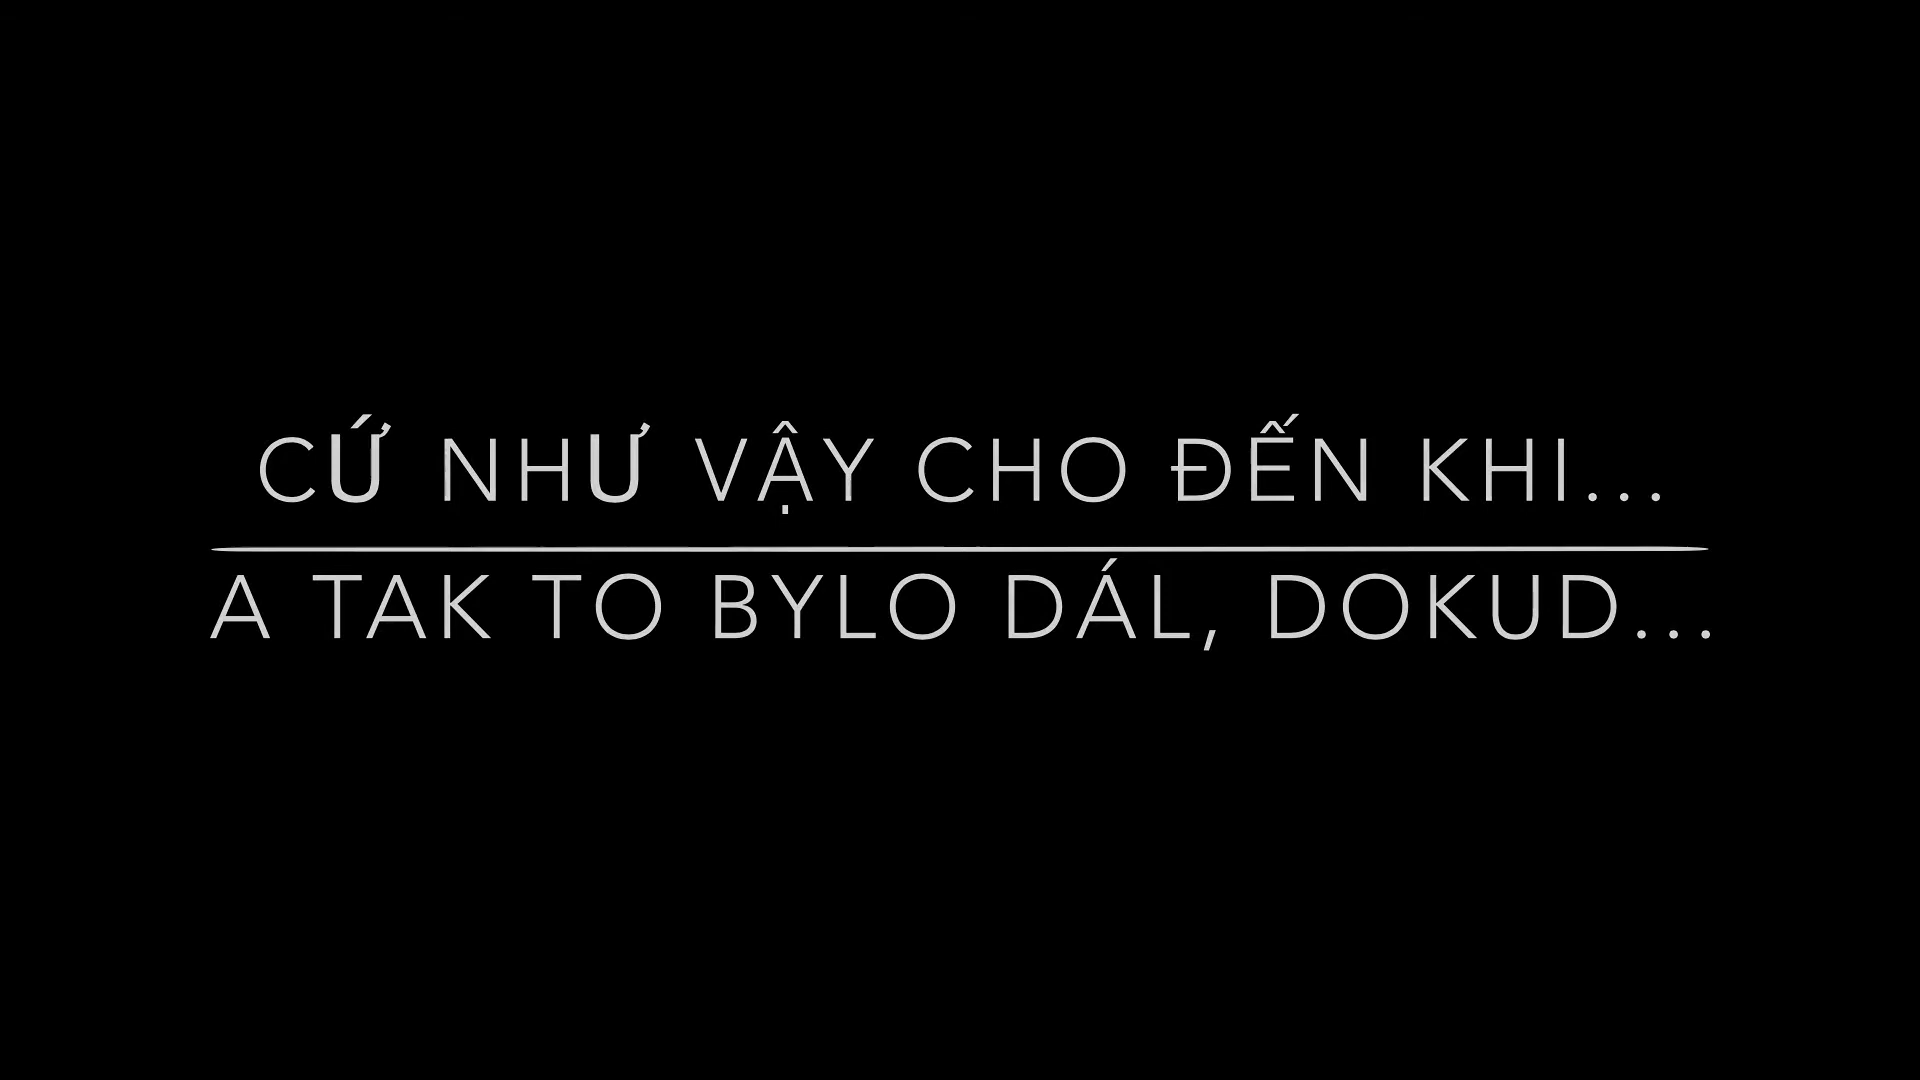 CỨ NHƯ VẬY CHO ĐẾN KHI...
A TAK TO BYLO DÁL, DOKUD...